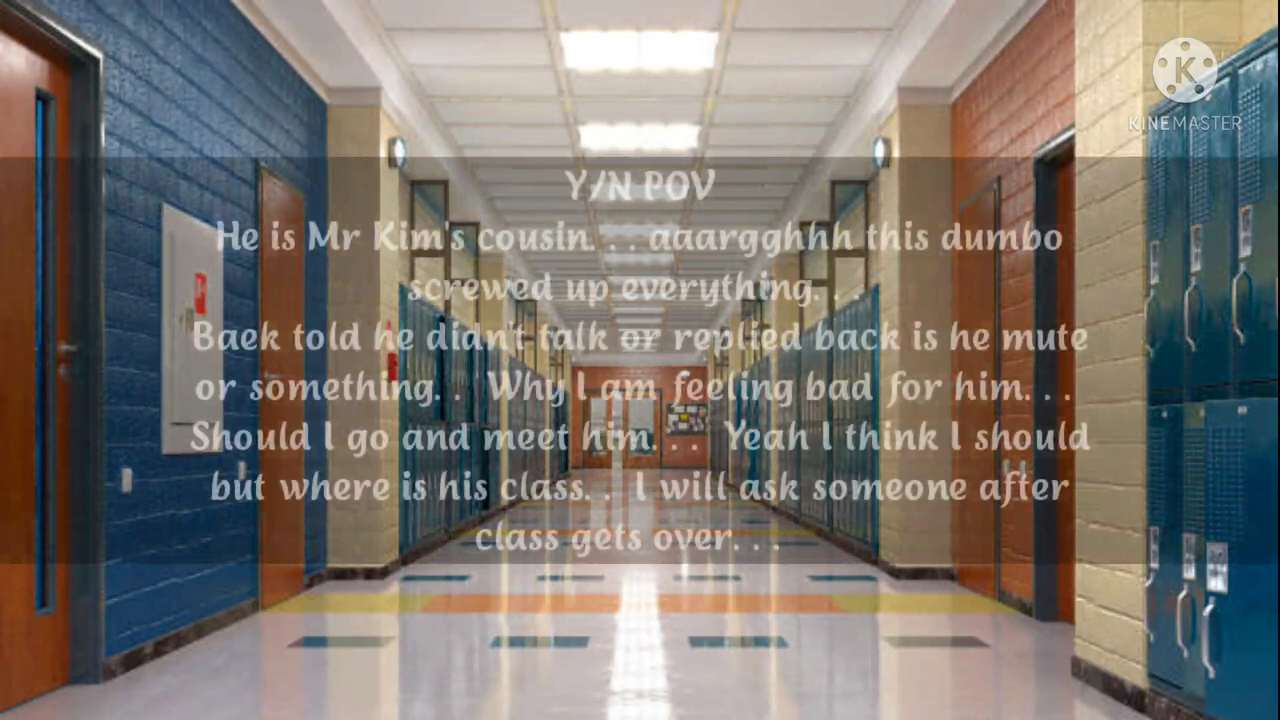 K
KINEMASTER
Y/N POV
He is Mr Kim's cousin. . . aaargghhh this dumbo
screwed up everything. .
Baek told he didn't talk or replied back is he mute
or something. . Why I am feeling bad for him. . .
Should I go and meet him. . . Yeah I think I should
but where is his class. . I will ask someone after
class gets over. . .